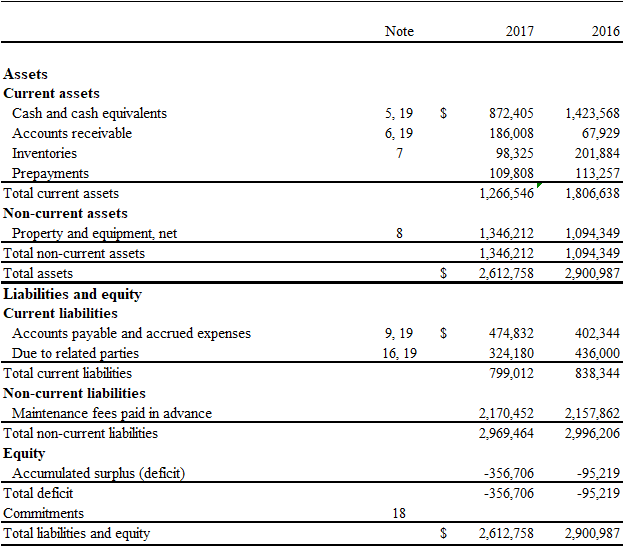 Note 2017 2016
Assets
Current assets
Cash and cash equivalents 5, 19 $ 872,405 1,423,568
Accounts receivable 6, 19 186,008 67,929
Inventories 7 98,325 201,884
Prepayments 109,808 113,257
Total current assets 1,266,546 1,806,638
Non-current assets
Property and equipment, net 8 1,346,212 1,094,349
Total non-current assets 1,346,212 1,094,349
Total assets $ 2,612,758 2,900,987
Liabilities and equity
Current liabilities
Accounts payable and accrued expenses 9, 19 $ 474,832 402,344
Due to related parties 16, 19 324,180 436,000
Total current liabilities 799,012 838,344
Non-current liabilities
Maintenance fees paid in advance 2,170,452 2,157,862
Total non-current liabilities 2,969,464 2,996,206
Equity
Accumulated surplus (deficit) -356,706 -95,219
Total deficit -356,706 -95,219
Commitments 18
Total liabilities and equity $ 2,612,758 2,900,987